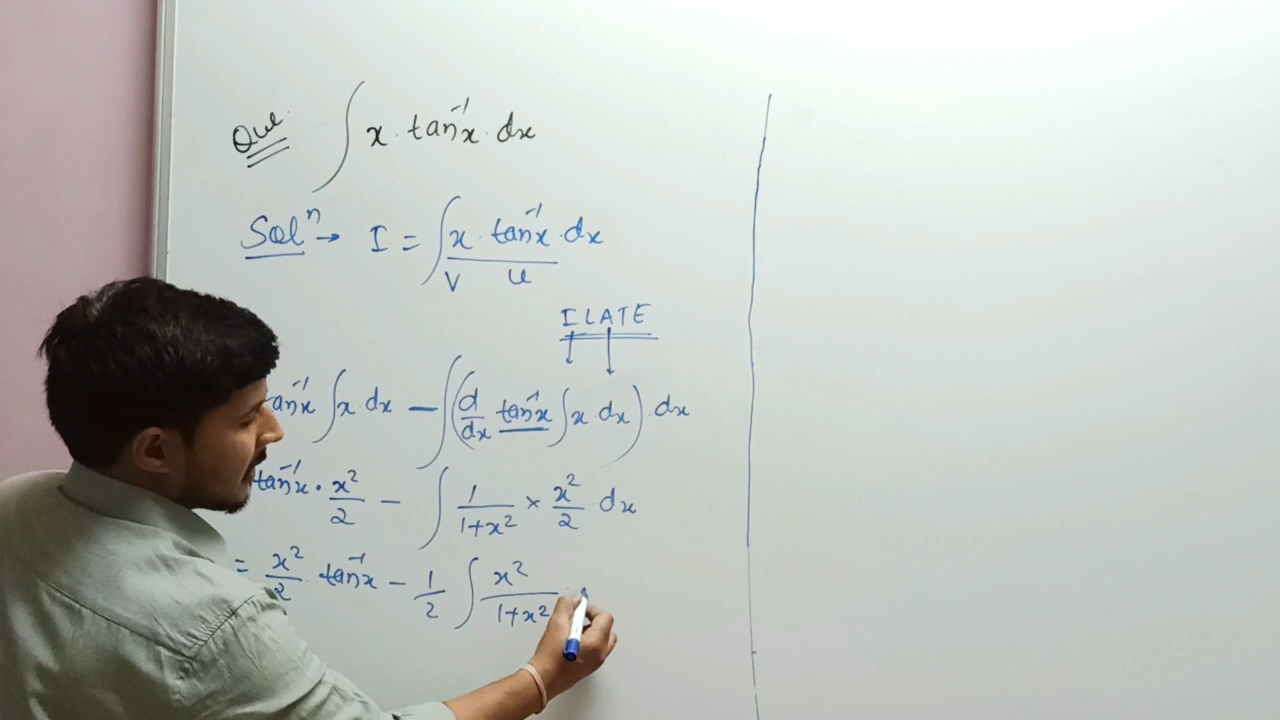 Que. ∫ x · tan⁻¹x · dx
Solⁿ → I = ∫ x · tan⁻¹x · dx
V u
ILATE
tan⁻¹x ∫ x dx − ∫ ( d/dx tan⁻¹x ∫ x · dx ) · dx
tan⁻¹x · x²/2 − ∫ 1/(1+x²) × x²/2 · dx
= x²/2 · tan⁻¹x − 1/2 ∫ x²/(1+x²)